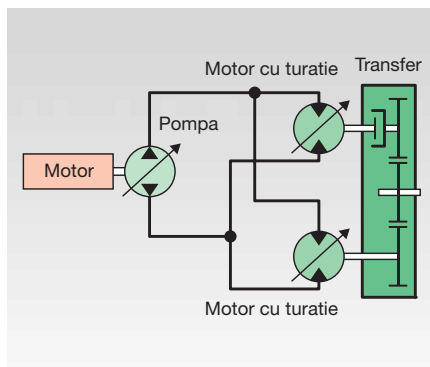 Motor cu turatie
Transfer
Pompa
Motor
Motor cu turatie